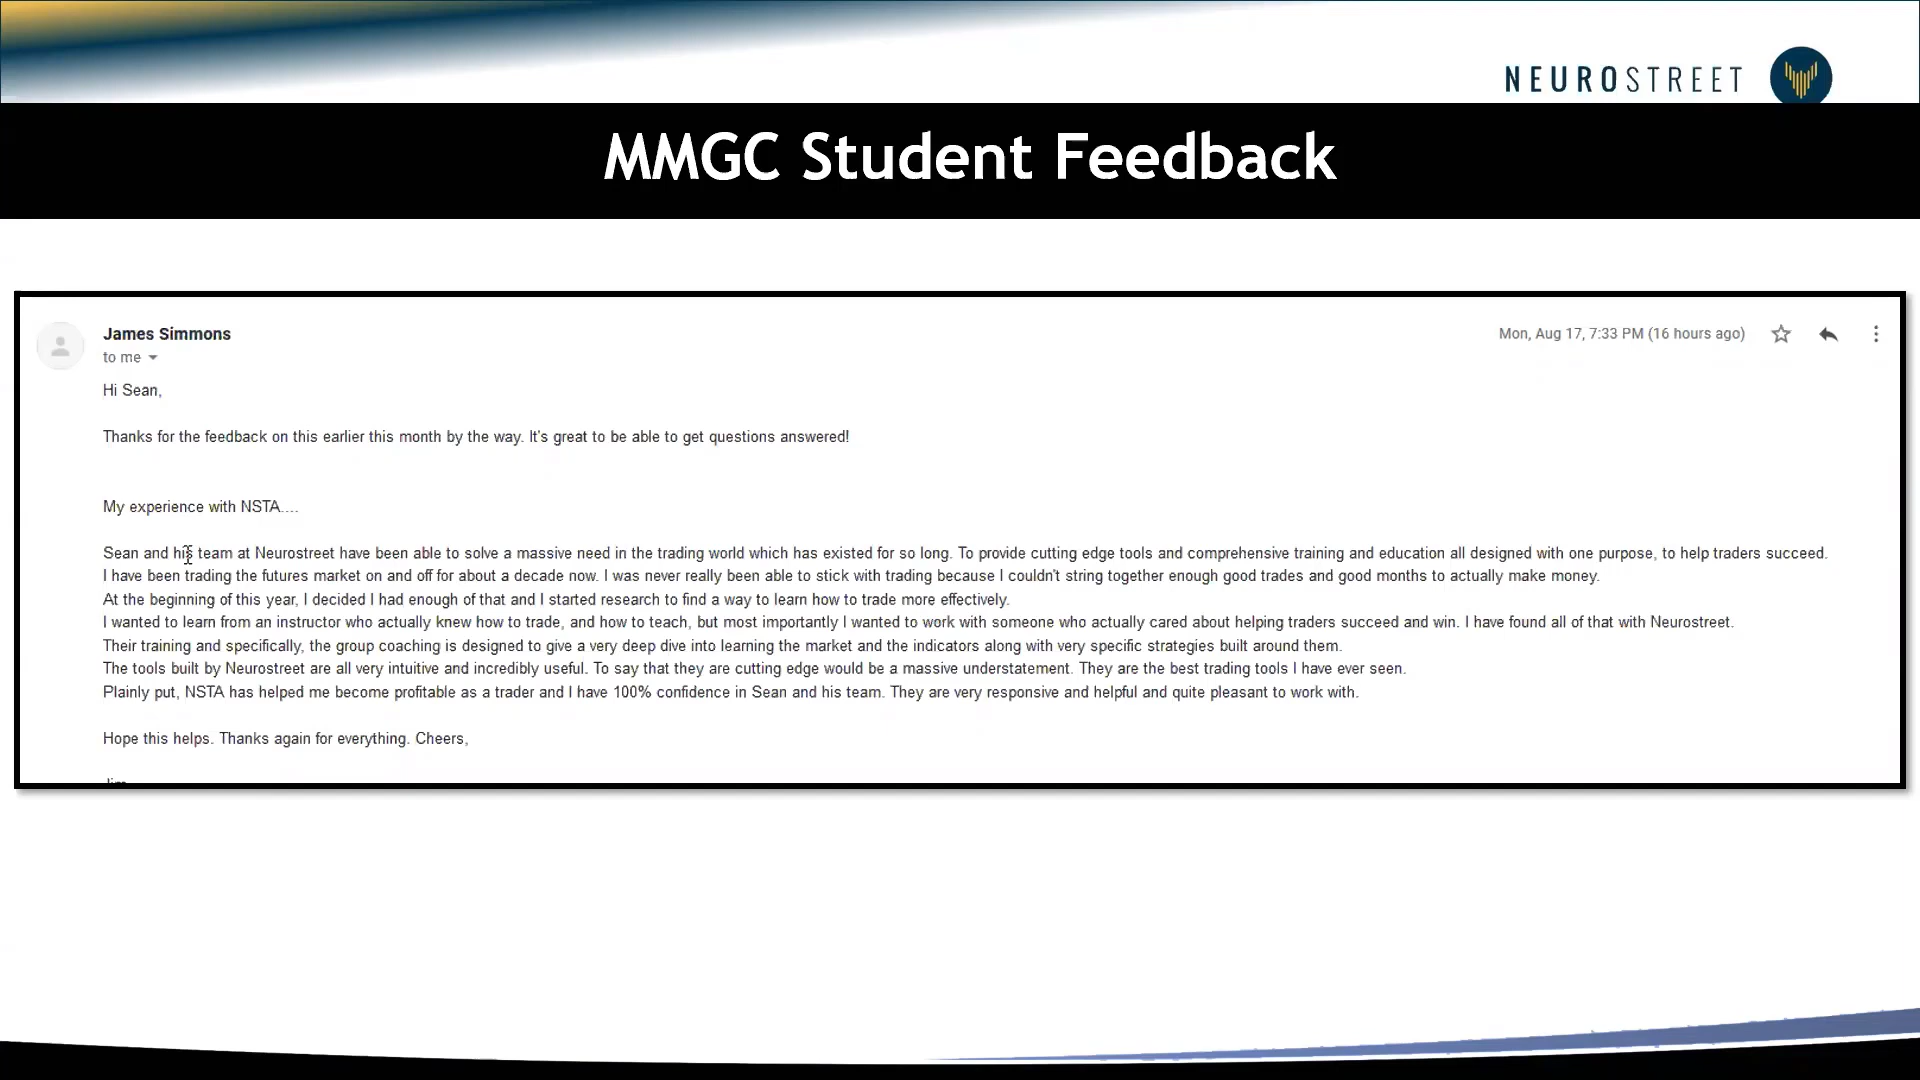 NEUROSTREET
MMGC Student Feedback
James Simmons
Mon, Aug 17, 7:33 PM (16 hours ago)
to me
Hi Sean,
Thanks for the feedback on this earlier this month by the way. It's great to be able to get questions answered!
My experience with NSTA....
Sean and his team at Neurostreet have been able to solve a massive need in the trading world which has existed for so long. To provide cutting edge tools and comprehensive training and education all designed with one purpose, to help traders succeed.
I have been trading the futures market on and off for about a decade now. I was never really been able to stick with trading because I couldn't string together enough good trades and good months to actually make money.
At the beginning of this year, I decided I had enough of that and I started research to find a way to learn how to trade more effectively.
I wanted to learn from an instructor who actually knew how to trade, and how to teach, but most importantly I wanted to work with someone who actually cared about helping traders succeed and win. I have found all of that with Neurostreet.
Their training and specifically, the group coaching is designed to give a very deep dive into learning the market and the indicators along with very specific strategies built around them.
The tools built by Neurostreet are all very intuitive and incredibly useful. To say that they are cutting edge would be a massive understatement. They are the best trading tools I have ever seen.
Plainly put, NSTA has helped me become profitable as a trader and I have 100% confidence in Sean and his team. They are very responsive and helpful and quite pleasant to work with.
Hope this helps. Thanks again for everything. Cheers,